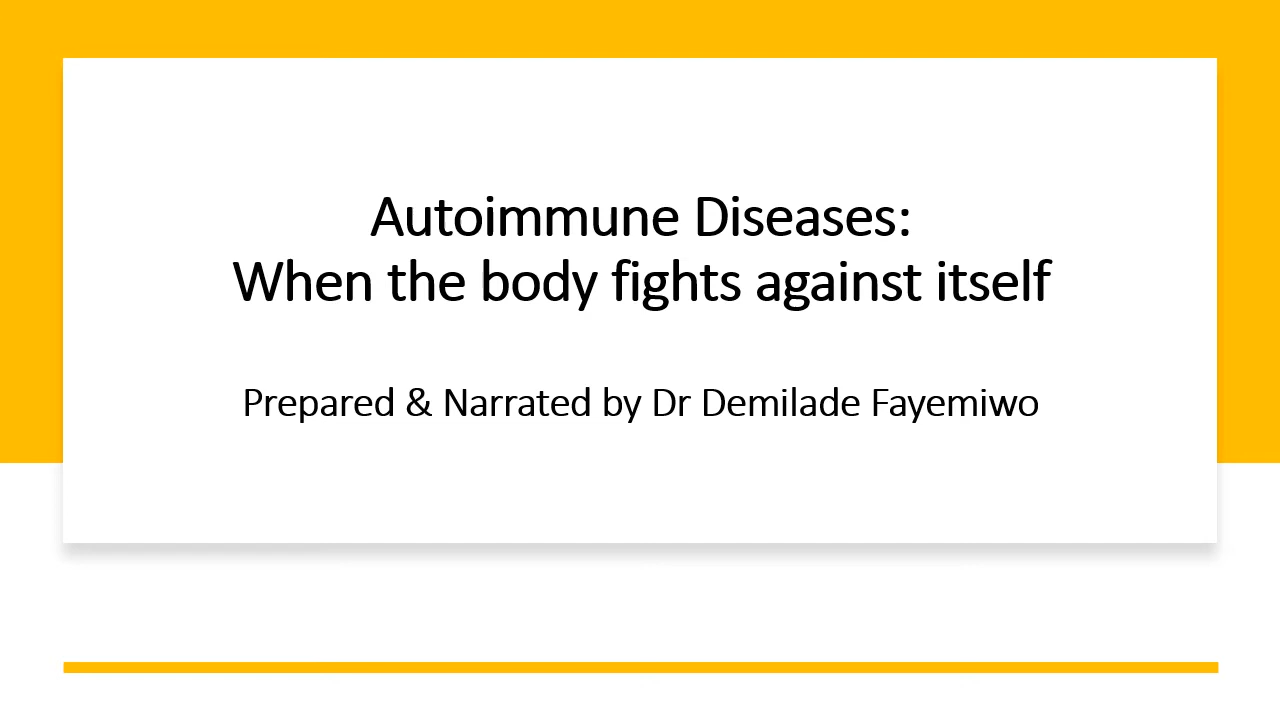 Autoimmune Diseases:
When the body fights against itself
Prepared & Narrated by Dr Demilade Fayemiwo